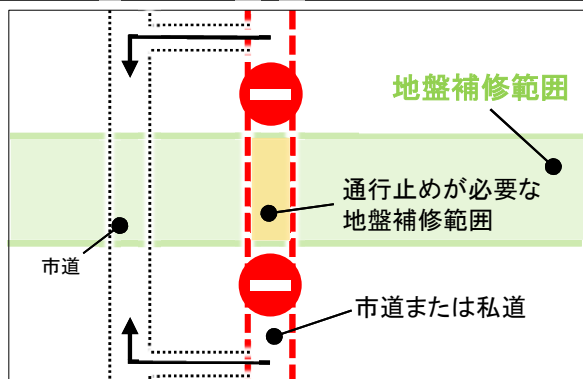 地盤補修範囲
通行止めが必要な
地盤補修範囲
市道
市道または私道